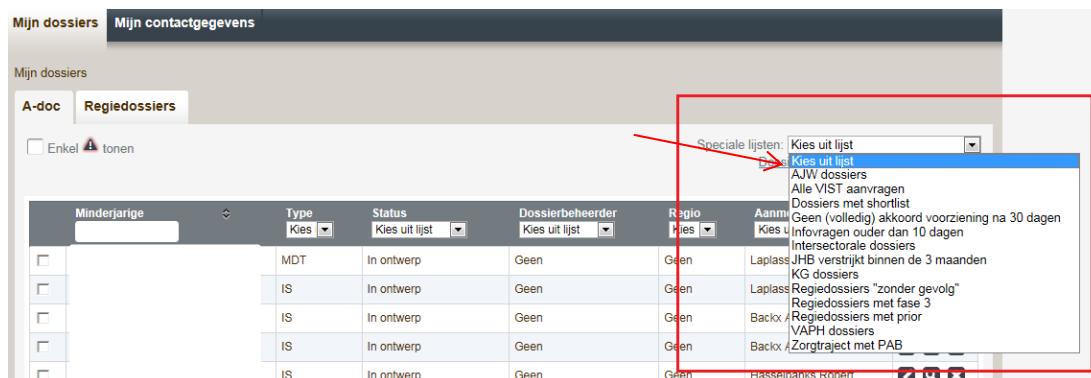 Mijn dossiers Mijn contactgegevens
Mijn dossiers
A-doc Regiedossiers
Enkel tonen
Speciale lijsten: Kies uit lijst
Kies uit lijst
AJW dossiers
Alle VIST aanvragen
Dossiers met shortlist
Geen (volledig) akkoord voorziening na 30 dagen
Infovragen ouder dan 10 dagen
Intersectorale dossiers
JHB verstrijkt binnen de 3 maanden
KG dossiers
Regiedossiers "zonder gevolg"
Regiedossiers met fase 3
Regiedossiers met prior
VAPH dossiers
Zorgtraject met PAB
Minderjarige Type Status Dossierbeheerder Regio
Kies Kies uit lijst Kies uit lijst Kies
MDT In ontwerp Geen Geen
IS In ontwerp Geen Geen
IS In ontwerp Geen Geen Backx
IS In ontwerp Geen Geen Backx
IS In ontwerp Geen Geen Hasselbanks Robert